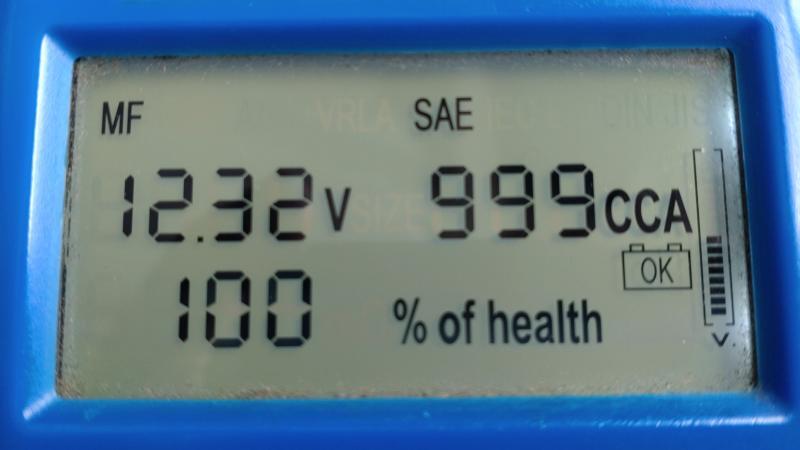 MF SAE
12.32 V 999 CCA
OK
100 % of health
V